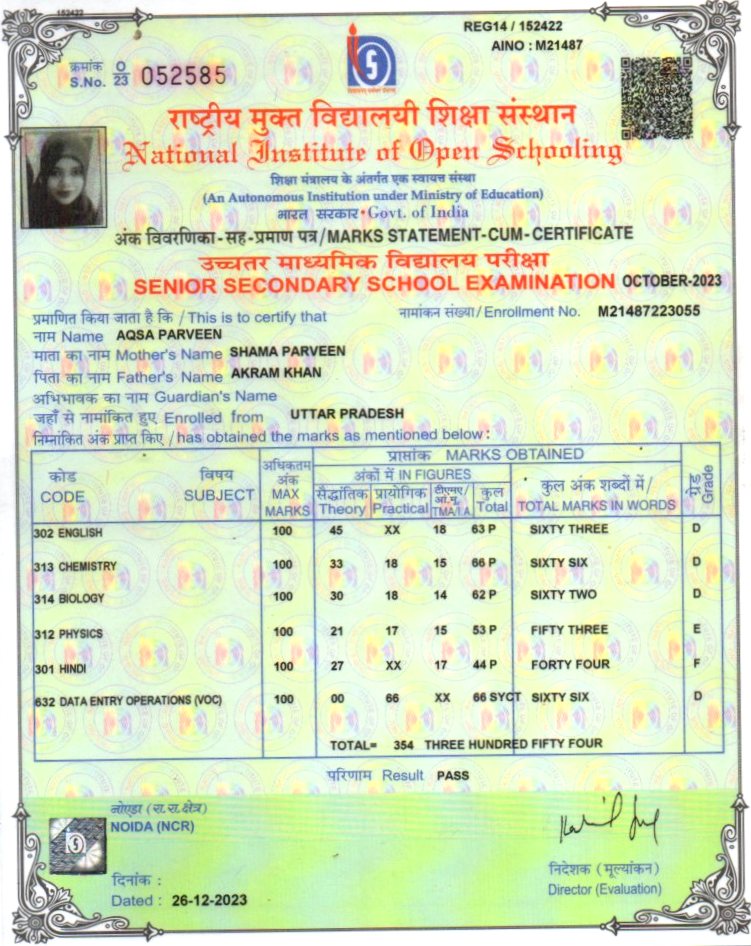 152422
REG14 / 152422
AINO : M21487
क्रमांक O
S.No. 23 052585
राष्ट्रीय मुक्त विद्यालयी शिक्षा संस्थान
National Institute of Open Schooling
शिक्षा मंत्रालय के अंतर्गत एक स्वायत्त संस्था
(An Autonomous Institution under Ministry of Education)
भारत सरकार • Govt. of India
अंक विवरणिका - सह - प्रमाण पत्र / MARKS STATEMENT-CUM-CERTIFICATE
उच्चतर माध्यमिक विद्यालय परीक्षा
SENIOR SECONDARY SCHOOL EXAMINATION OCTOBER-2023
प्रमाणित किया जाता है कि / This is to certify that नामांकन संख्या / Enrollment No. M21487223055
नाम Name AQSA PARVEEN
माता का नाम Mother's Name SHAMA PARVEEN
पिता का नाम Father's Name AKRAM KHAN
अभिभावक का नाम Guardian's Name
जहाँ से नामांकित हुए Enrolled from UTTAR PRADESH
निम्नांकित अंक प्राप्त किए / has obtained the marks as mentioned below :
कोड CODE विषय SUBJECT अधिकतम अंक MAX MARKS प्राप्तांक MARKS OBTAINED ग्रेड Grade
अंकों में IN FIGURES कुल अंक शब्दों में / TOTAL MARKS IN WORDS
सैद्धांतिक Theory प्रायोगिक Practical टीएमए/आं.मू. TMA/I.A. कुल Total
302 ENGLISH 100 45 XX 18 63 P SIXTY THREE D
313 CHEMISTRY 100 33 18 15 66 P SIXTY SIX D
314 BIOLOGY 100 30 18 14 62 P SIXTY TWO D
312 PHYSICS 100 21 17 15 53 P FIFTY THREE E
301 HINDI 100 27 XX 17 44 P FORTY FOUR F
632 DATA ENTRY OPERATIONS (VOC) 100 00 66 XX 66 SYCT SIXTY SIX D
TOTAL= 354 THREE HUNDRED FIFTY FOUR
परिणाम Result PASS
नोएडा (रा.रा.क्षेत्र)
NOIDA (NCR)
निदेशक (मूल्यांकन)
Director (Evaluation)
दिनांक :
Dated : 26-12-2023
152422